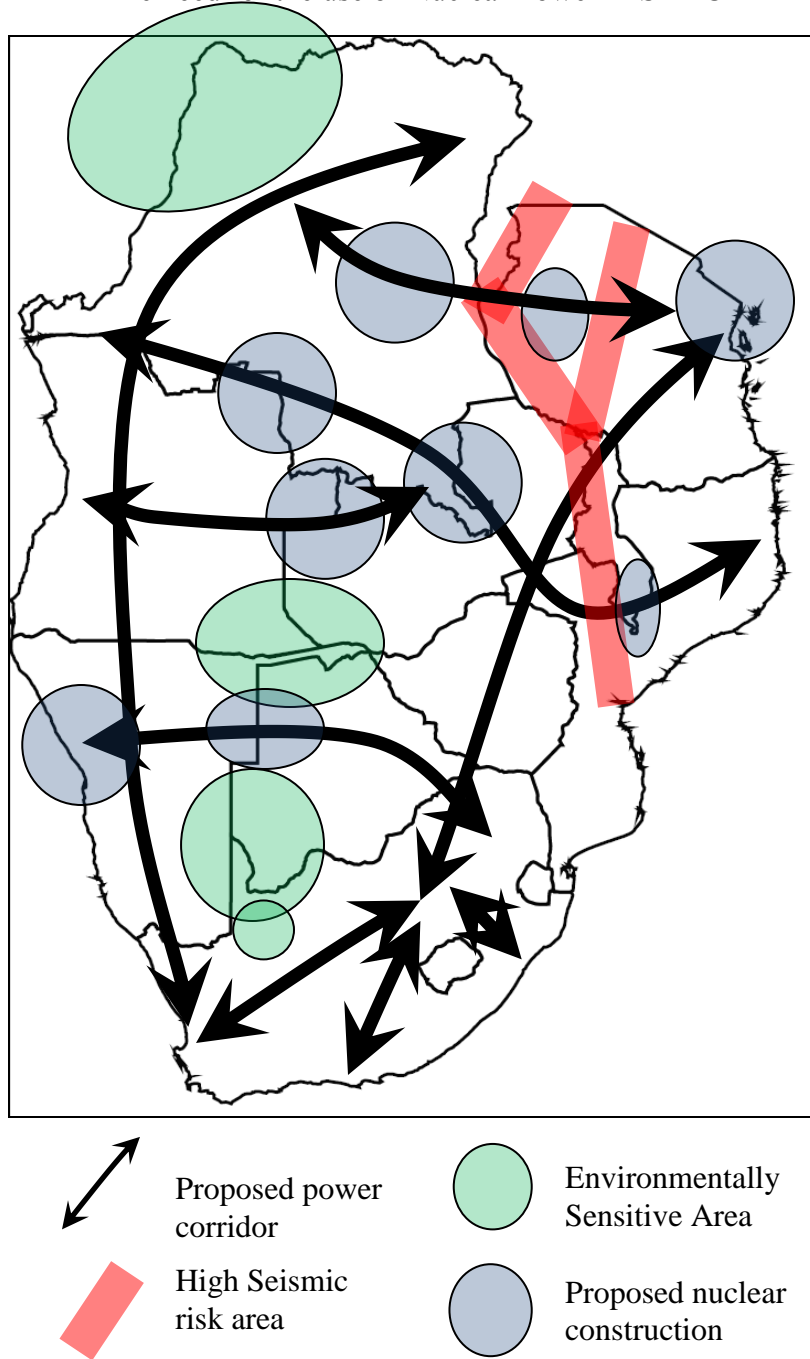 Proposed power
corridor
Environmentally
Sensitive Area
High Seismic
risk area
Proposed nuclear
construction